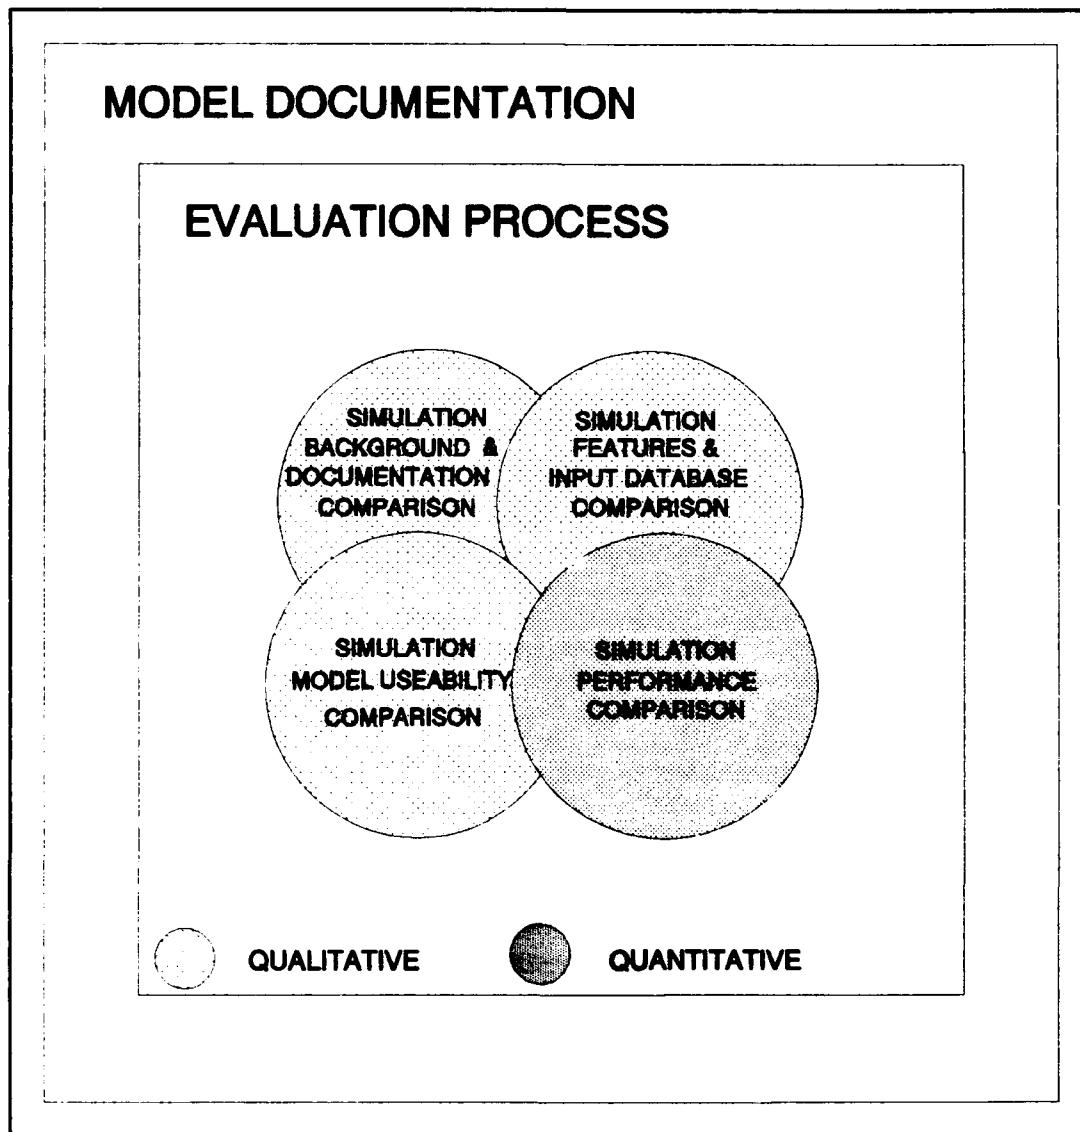 MODEL DOCUMENTATION
EVALUATION PROCESS
SIMULATION
BACKGROUND &
DOCUMENTATION
COMPARISON
SIMULATION
FEATURES &
INPUT DATABASE
COMPARISON
SIMULATION
MODEL USEABILITY
COMPARISON
SIMULATION
PERFORMANCE
COMPARISON
QUALITATIVE
QUANTITATIVE